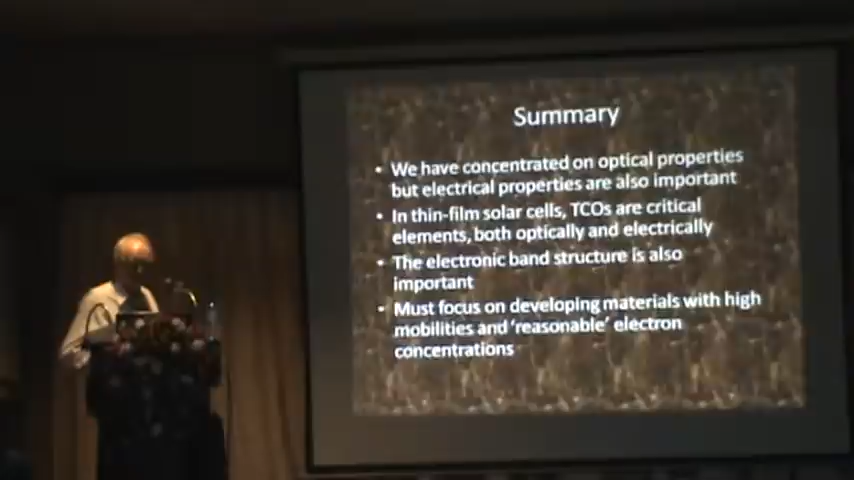 Summary
• We have concentrated on optical properties
but electrical properties are also important
• In thin-film solar cells, TCOs are critical
elements, both optically and electrically
• The electronic band structure is also
important
• Must focus on developing materials with high
mobilities and 'reasonable' electron
concentrations